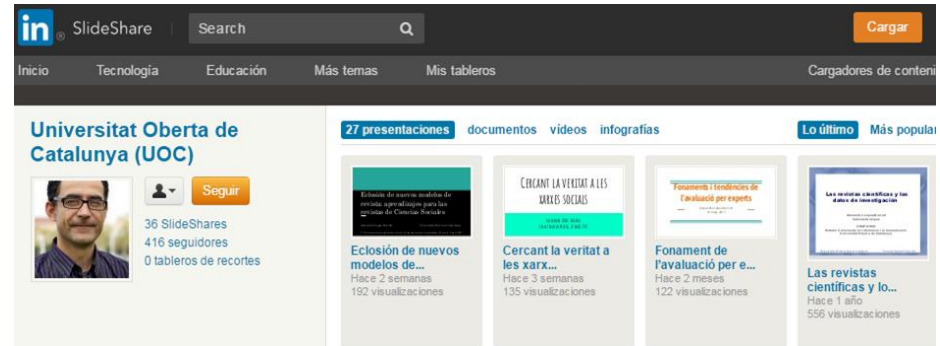 in ® SlideShare Search Cargar
Inicio Tecnología Educación Más temas Mis tableros Cargadores de conteni
Universitat Oberta de
Catalunya (UOC)
Seguir
36 SlideShares
416 seguidores
0 tableros de recortes
27 presentaciones documentos vídeos infografías Lo último Más popular
Eclosión de nuevos modelos de
revista: aprendizajes para las
revistas de Ciencias Sociales
Eclosión de nuevos
modelos de...
Hace 2 semanas
192 visualizaciones
CERCANT LA VERITAT A LES
XARXES SOCIALS
Cercant la veritat a
les xarx...
Hace 3 semanas
135 visualizaciones
Fonaments i tendències de
l'avaluació per experts
Fonament de
l'avaluació per e...
Hace 2 meses
122 visualizaciones
Las revistas científicas y los
datos de investigación
Las revistas
científicas y lo...
Hace 1 año
556 visualizaciones